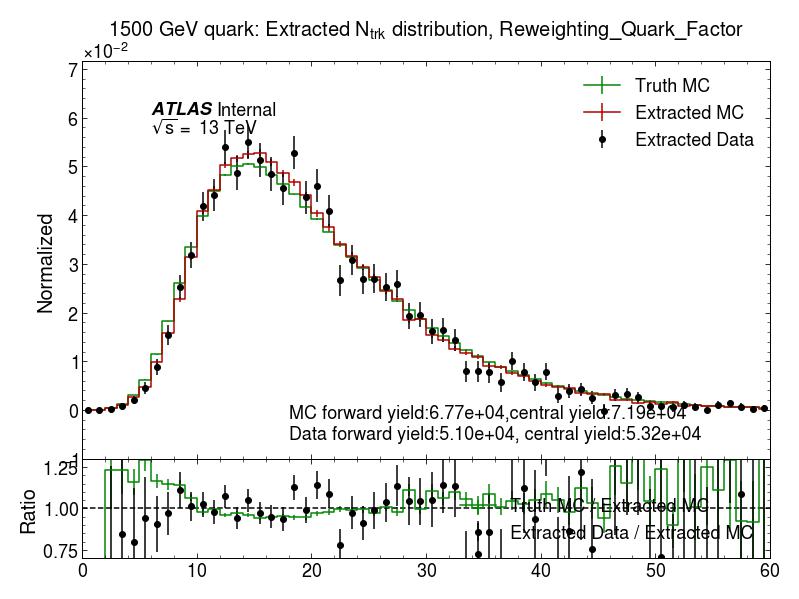 1500 GeV quark: Extracted Ntrk distribution, Reweighting_Quark_Factor
×10−2
7
6
5
4
3
2
1
0
Normalized
ATLAS Internal
√s = 13 TeV
Truth MC
Extracted MC
Extracted Data
MC forward yield:6.77e+04,central yield:7.19e+04
Data forward yield:5.10e+04, central yield:5.32e+04
1.25
1.00
0.75
Ratio
Truth MC / Extracted MC
Extracted Data / Extracted MC
0 10 20 30 40 50 60